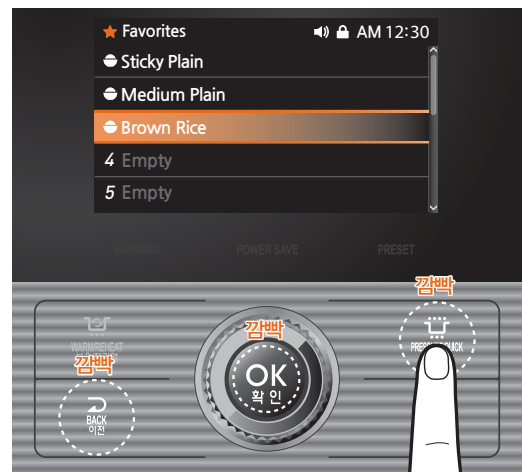 Favorites AM 12:30
Sticky Plain
Medium Plain
Brown Rice
4 Empty
5 Empty
WARMING POWER SAVE PRESET
깜빡
깜빡
깜빡
WARM/REHEAT
OK
확인
BACK
이전